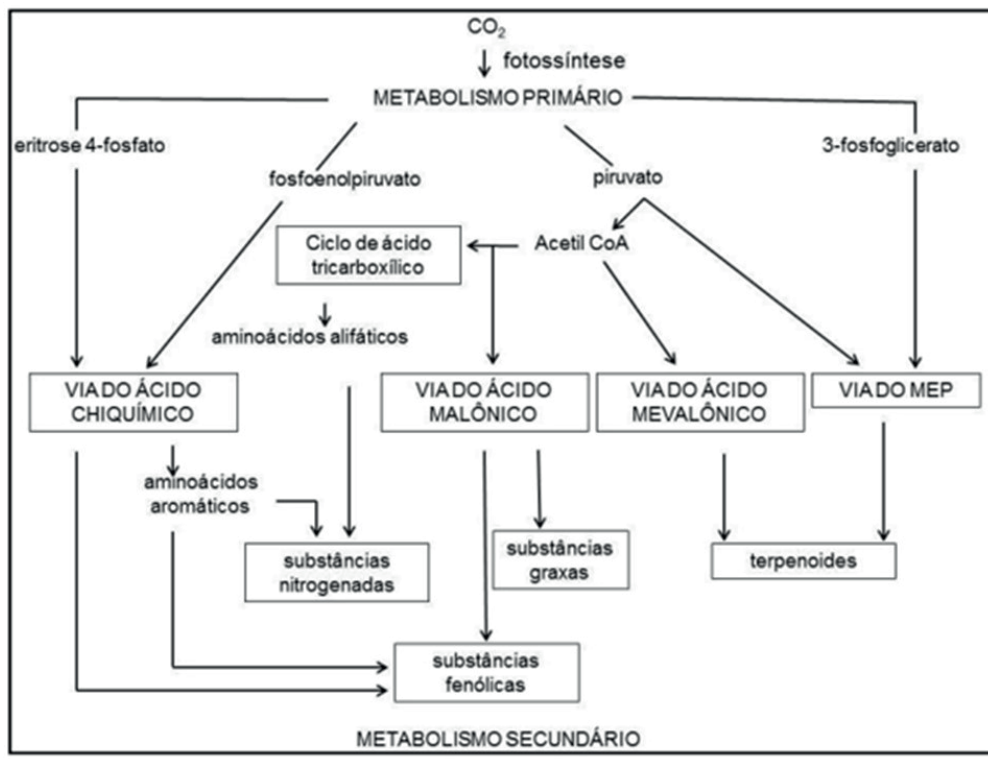 CO₂
fotossíntese
METABOLISMO PRIMÁRIO
eritrose 4-fosfato
3-fosfoglicerato
fosfoenolpiruvato
piruvato
Ciclo de ácido
tricarboxílico
Acetil CoA
aminoácidos alifáticos
VIA DO ÁCIDO
CHIQUÍMICO
VIA DO ÁCIDO
MALÔNICO
VIA DO ÁCIDO
MEVALÔNICO
VIA DO MEP
aminoácidos
aromáticos
substâncias
nitrogenadas
substâncias
graxas
terpenoides
substâncias
fenólicas
METABOLISMO SECUNDÁRIO